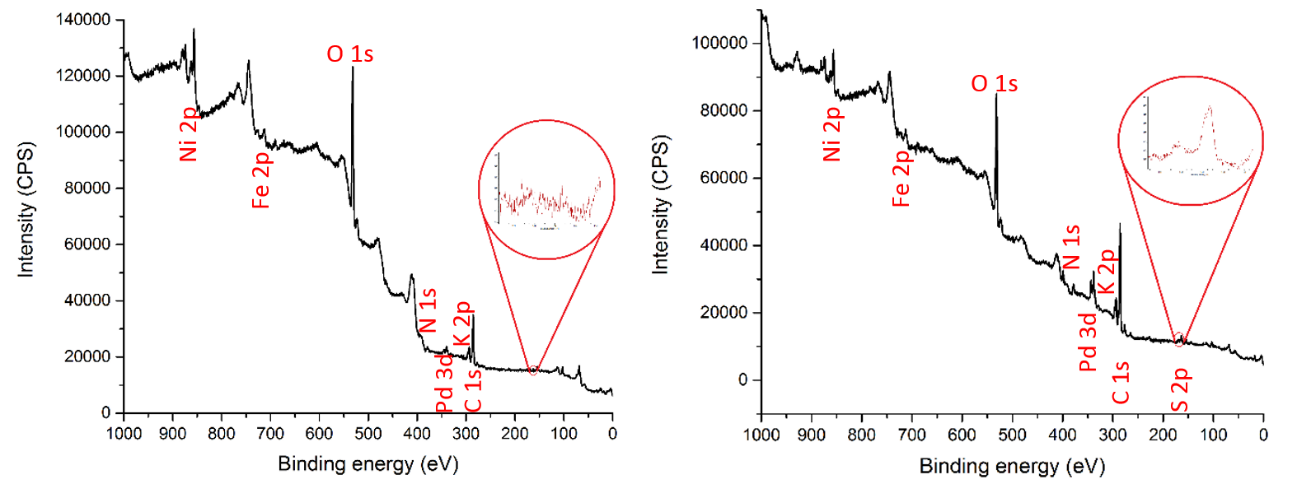 140000
120000
100000
80000
60000
40000
20000
0
Intensity (CPS)
Ni 2p
Fe 2p
O 1s
N 1s
Pd 3d
K 2p
C 1s
1000 900 800 700 600 500 400 300 200 100 0
Binding energy (eV)
100000
80000
60000
40000
20000
0
Intensity (CPS)
Ni 2p
Fe 2p
O 1s
N 1s
Pd 3d
K 2p
C 1s
S 2p
1000 900 800 700 600 500 400 300 200 100 0
Binding energy (eV)